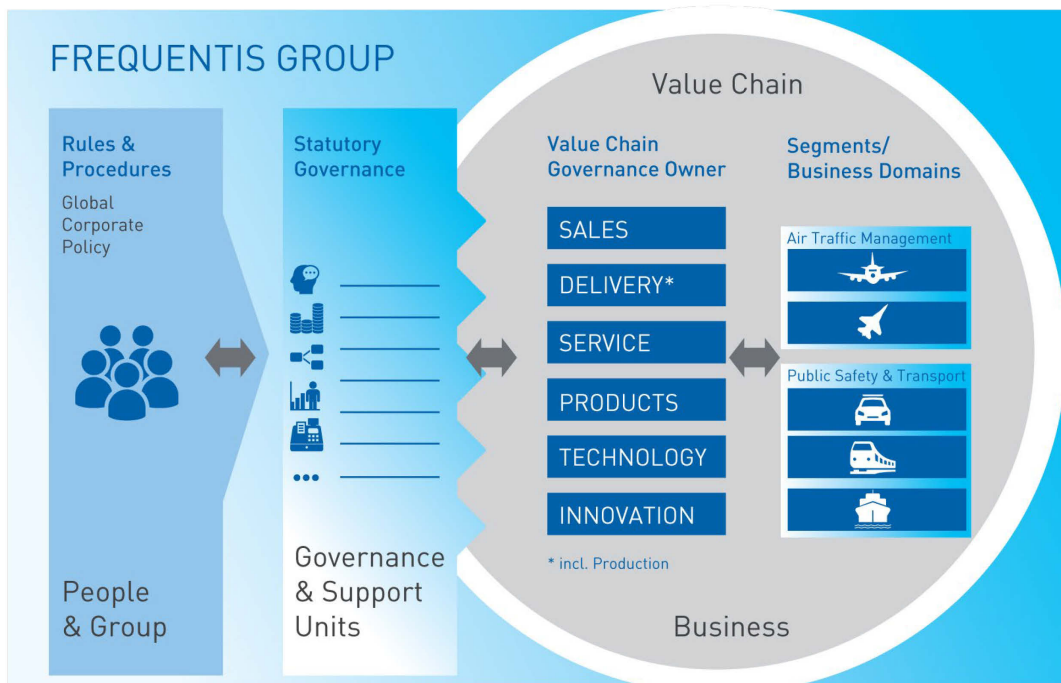 FREQUENTIS GROUP
Rules &
Procedures
Global
Corporate
Policy
People
& Group
Statutory
Governance
Governance
& Support
Units
Value Chain
Value Chain
Governance Owner
SALES
DELIVERY*
SERVICE
PRODUCTS
TECHNOLOGY
INNOVATION
* incl. Production
Segments/
Business Domains
Air Traffic Management
Public Safety & Transport
Business